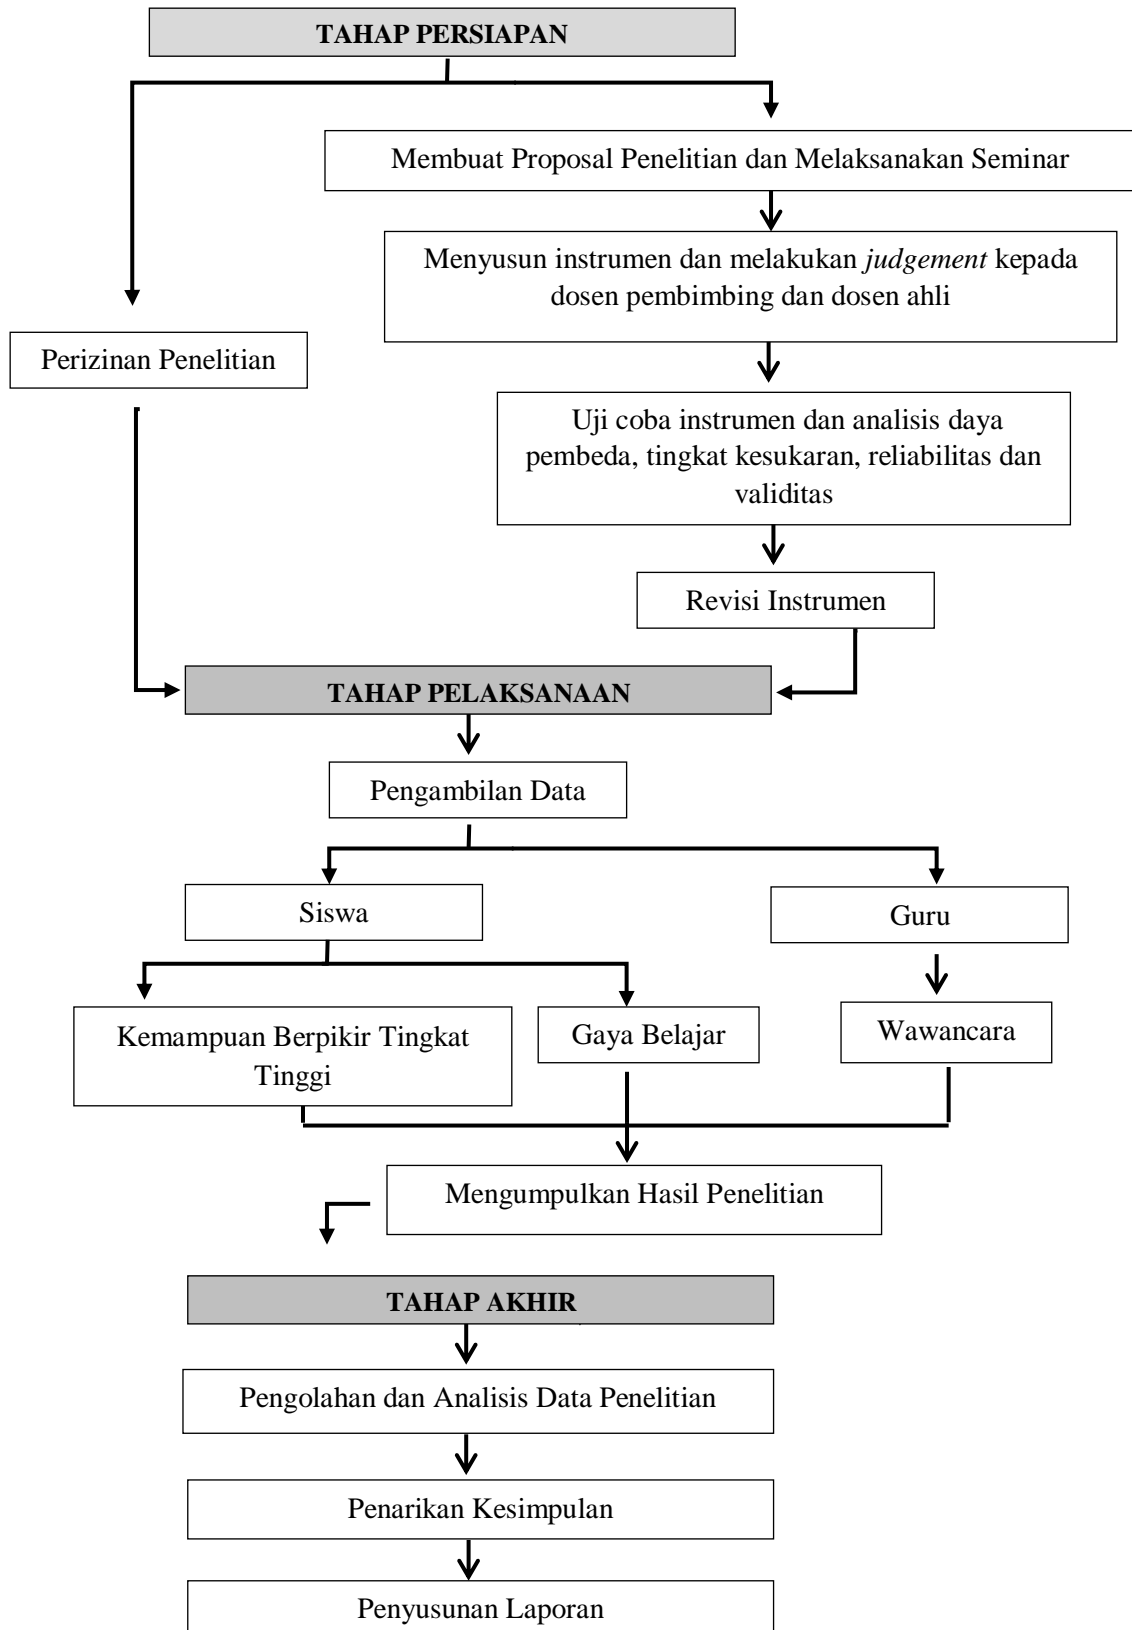 TAHAP PERSIAPAN
Membuat Proposal Penelitian dan Melaksanakan Seminar
Menyusun instrumen dan melakukan judgement kepada
dosen pembimbing dan dosen ahli
Perizinan Penelitian
Uji coba instrumen dan analisis daya
pembeda, tingkat kesukaran, reliabilitas dan
validitas
Revisi Instrumen
TAHAP PELAKSANAAN
Pengambilan Data
Siswa
Guru
Kemampuan Berpikir Tingkat
Tinggi
Gaya Belajar
Wawancara
Mengumpulkan Hasil Penelitian
TAHAP AKHIR
Pengolahan dan Analisis Data Penelitian
Penarikan Kesimpulan
Penyusunan Laporan